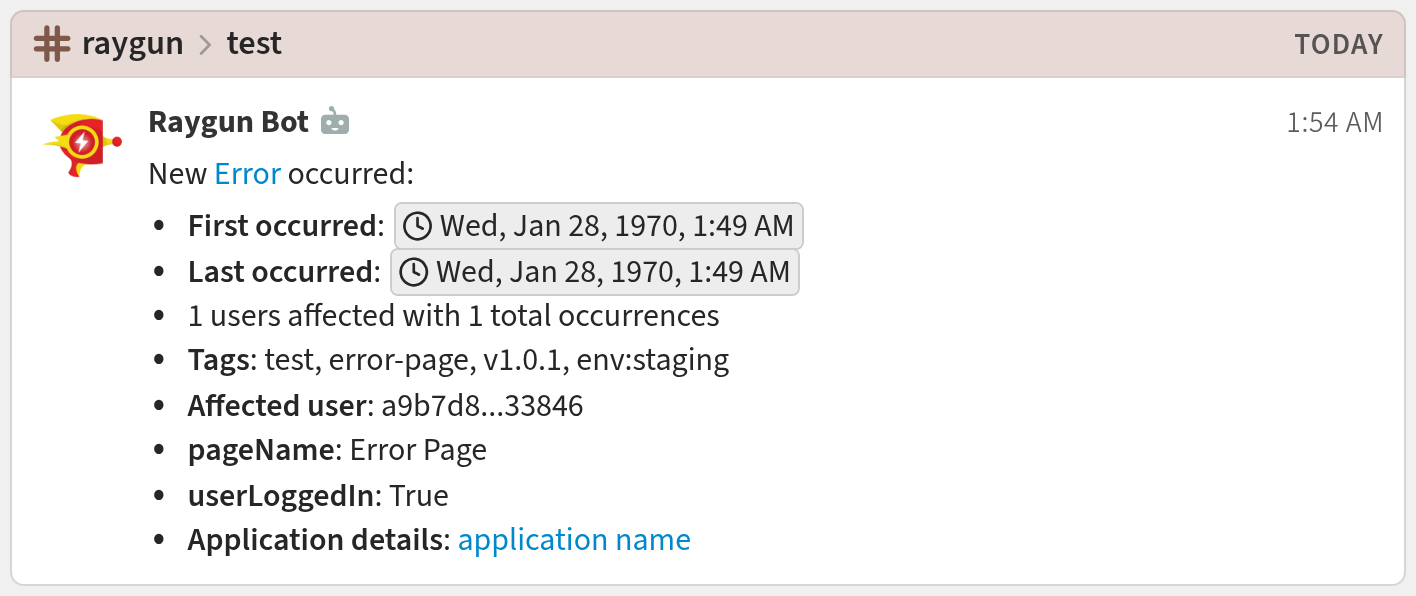 raygun > test TODAY
Raygun Bot 1:54 AM
New Error occurred:
• First occurred: Wed, Jan 28, 1970, 1:49 AM
• Last occurred: Wed, Jan 28, 1970, 1:49 AM
• 1 users affected with 1 total occurrences
• Tags: test, error-page, v1.0.1, env:staging
• Affected user: a9b7d8...33846
• pageName: Error Page
• userLoggedIn: True
• Application details: application name